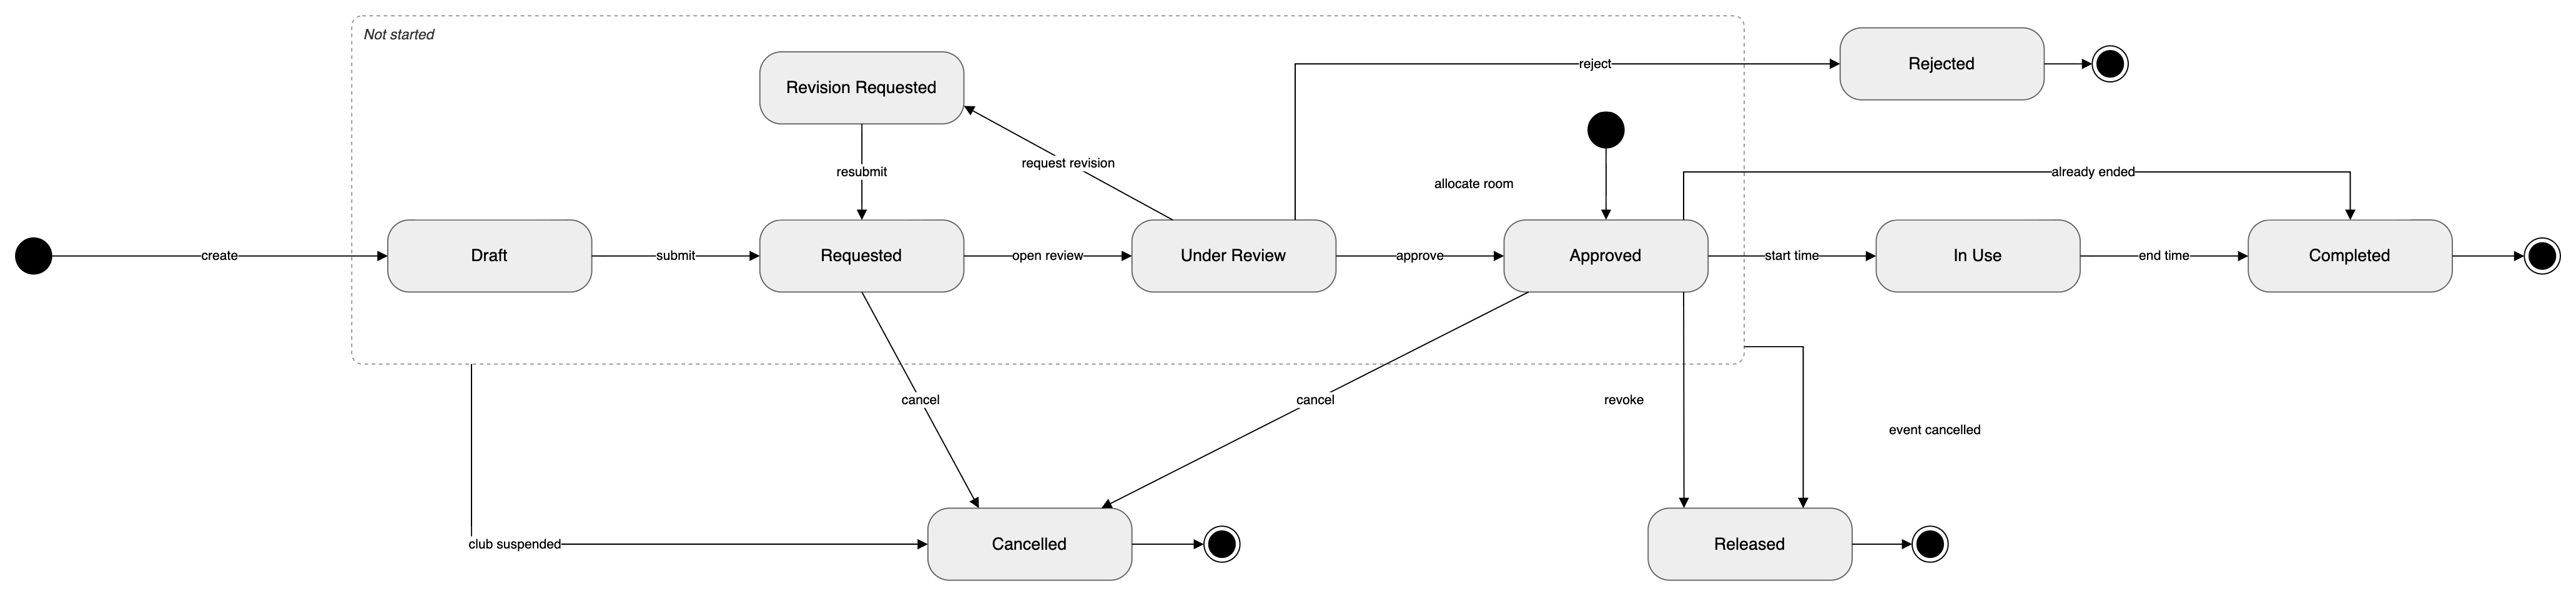 Not started
Revision Requested
reject
Rejected
resubmit
request revision
allocate room
already ended
create
Draft
submit
Requested
open review
Under Review
approve
Approved
start time
In Use
end time
Completed
cancel
cancel
revoke
event cancelled
club suspended
Cancelled
Released